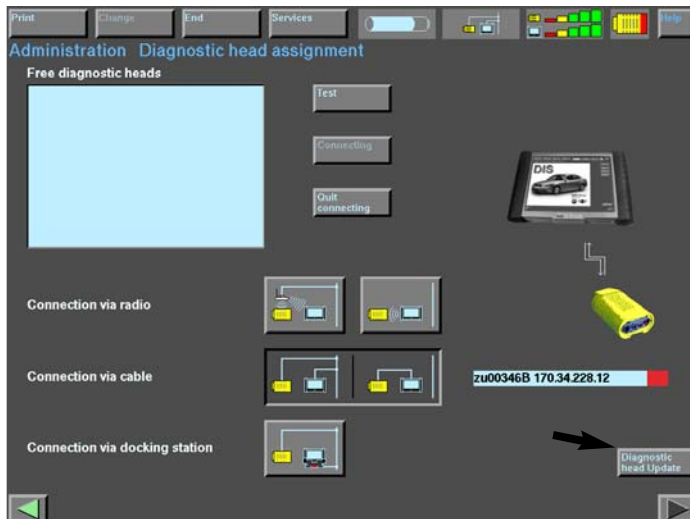 Print
Change
End
Services
Help
Administration Diagnostic head assignment
Free diagnostic heads
Test
Connecting
Quit
connecting
DIS
Connection via radio
Connection via cable
zu00346B 170.34.228.12
Connection via docking station
Diagnostic
head Update